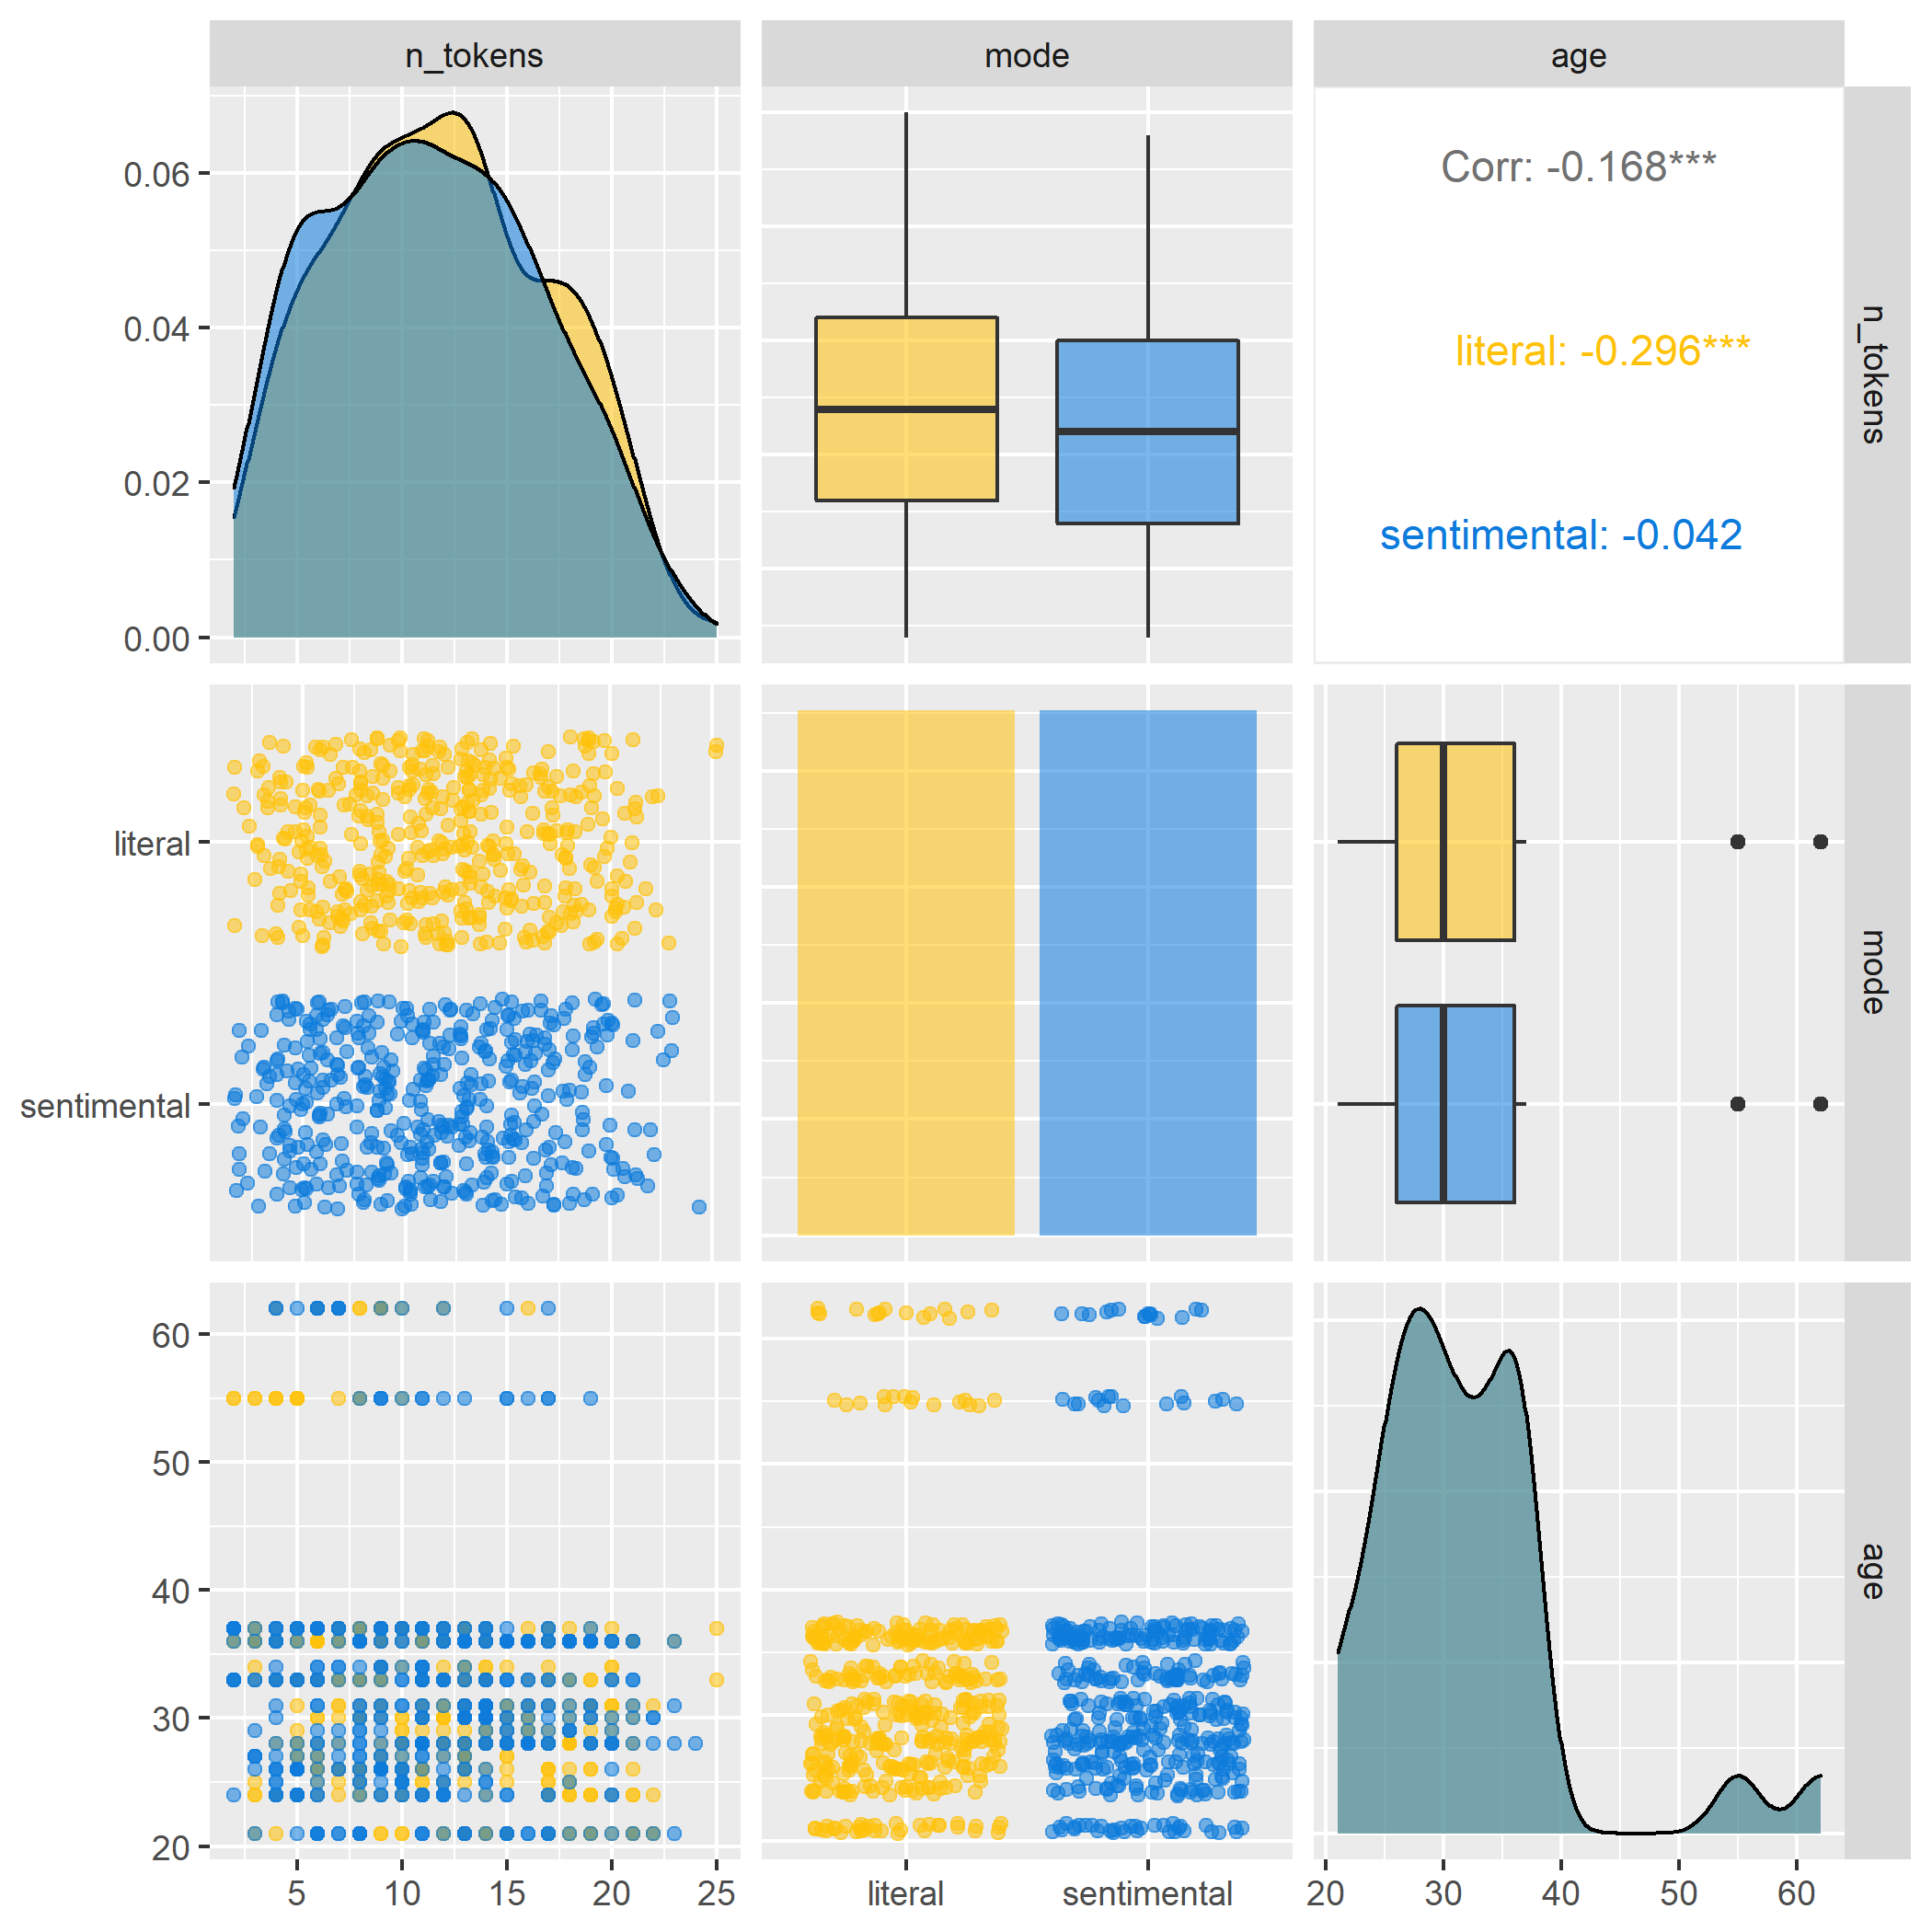 n_tokens mode age
0.06
0.04
0.02
0.00
Corr: -0.168***
literal: -0.296***
sentimental: -0.042
n_tokens
literal
sentimental
mode
60
50
40
30
20
age
5 10 15 20 25
literal sentimental
20 30 40 50 60